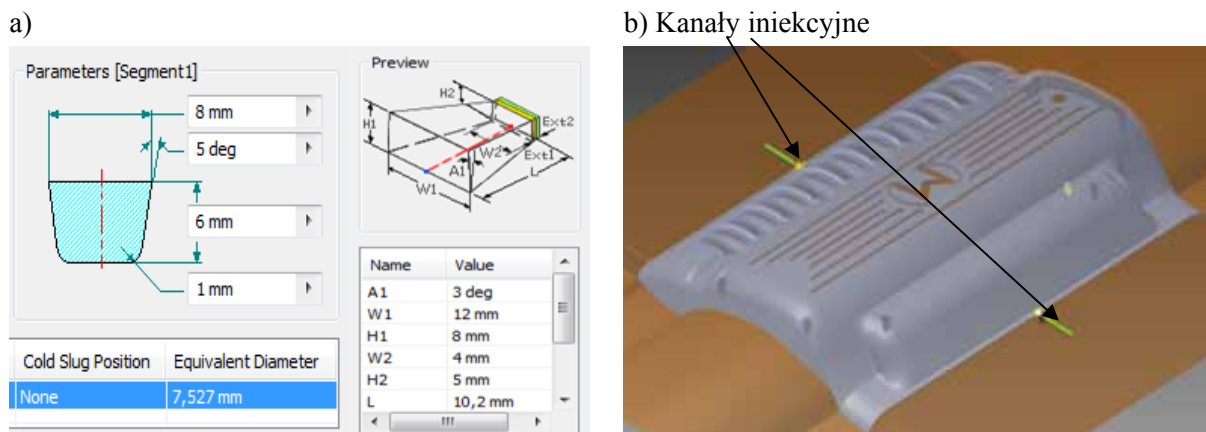 a)
b) Kanały iniekcyjne
Parameters [Segment1]
8 mm
5 deg
6 mm
1 mm
Cold Slug Position Equivalent Diameter
None 7,527 mm
Preview
H2
H1
Ext2
W2
Ext1
A1
L
W1
Name Value
A1 3 deg
W1 12 mm
H1 8 mm
W2 4 mm
H2 5 mm
L 10,2 mm